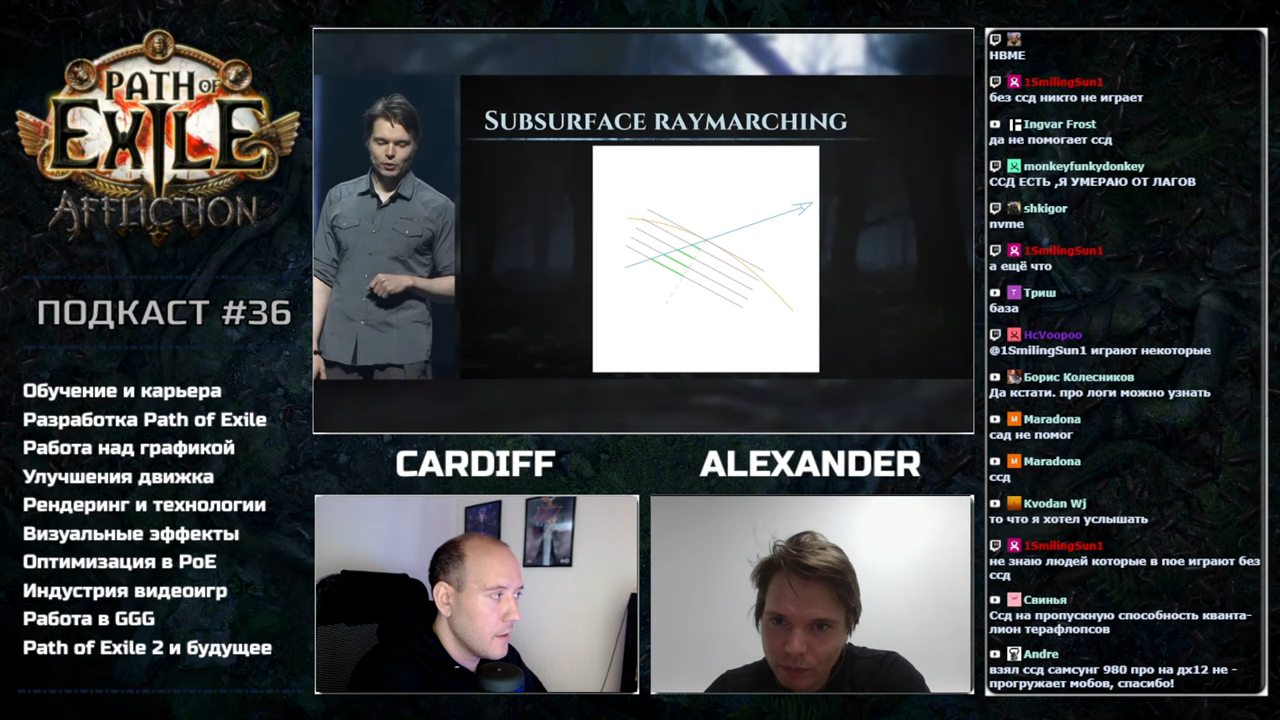 PATH OF
EXILE
AFFLICTION
ПОДКАСТ #36
Обучение и карьера
Разработка Path of Exile
Работа над графикой
Улучшения движка
Рендеринг и технологии
Визуальные эффекты
Оптимизация в PoE
Индустрия видеоигр
Работа в GGG
Path of Exile 2 и будущее
SUBSURFACE RAYMARCHING
CARDIFF
ALEXANDER
НВМЕ
1SmilingSun1
без ссд никто не играет
Ingvar Frost
да не помогает ссд
monkeyfunkydonkey
ССД ЕСТЬ ,Я УМЕРАЮ ОТ ЛАГОВ
shkigor
nvme
1SmilingSun1
а ещё что
Триш
база
HcVoopoo
@1SmilingSun1 играют некоторые
Борис Колесников
Да кстати. про логи можно узнать
Maradona
сад не помог
Maradona
ссд
Kvodan Wj
то что я хотел услышать
1SmilingSun1
не знаю людей которые в пое играют без
ссд
Свинья
Ссд на пропускную способность кванта-
лион терафлопсов
Andre
взял ссд самсунг 980 про на дх12 не -
прогружает мобов, спасибо!